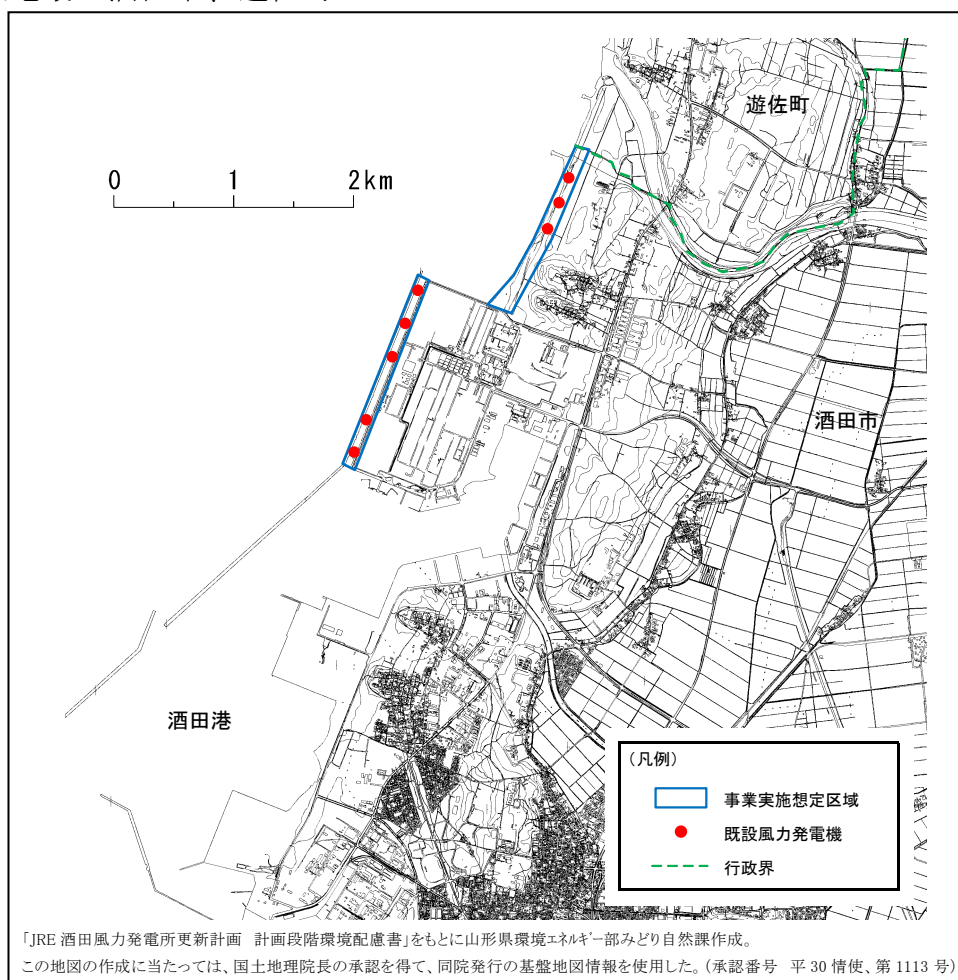 遊佐町
0 1 2km
酒田市
酒田港
(凡例)
事業実施想定区域
既設風力発電機
行政界
「JRE 酒田風力発電所更新計画 計画段階環境配慮書」をもとに山形県環境エネルギー部みどり自然課作成。
この地図の作成に当たっては、国土地理院長の承認を得て、同院発行の基盤地図情報を使用した。(承認番号 平 30 情使、第 1113 号)